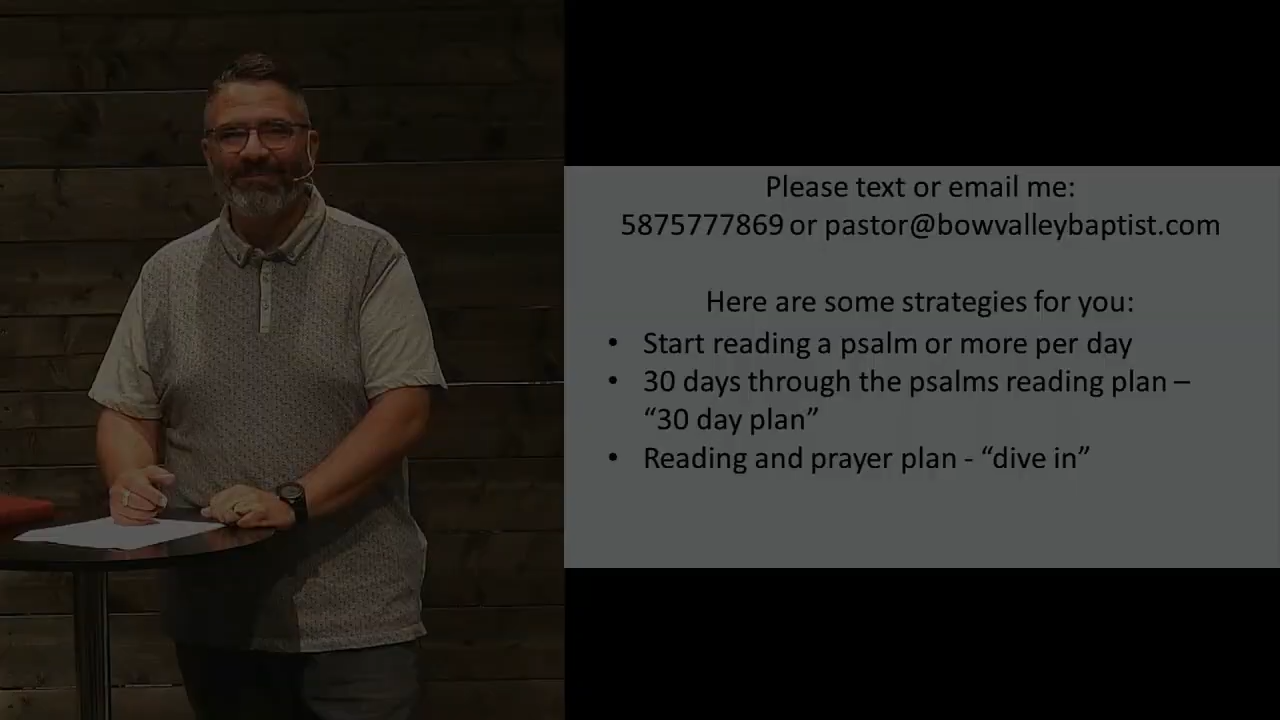 Please text or email me:
5875777869 or pastor@bowvalleybaptist.com
Here are some strategies for you:
• Start reading a psalm or more per day
• 30 days through the psalms reading plan –
“30 day plan”
• Reading and prayer plan - “dive in”